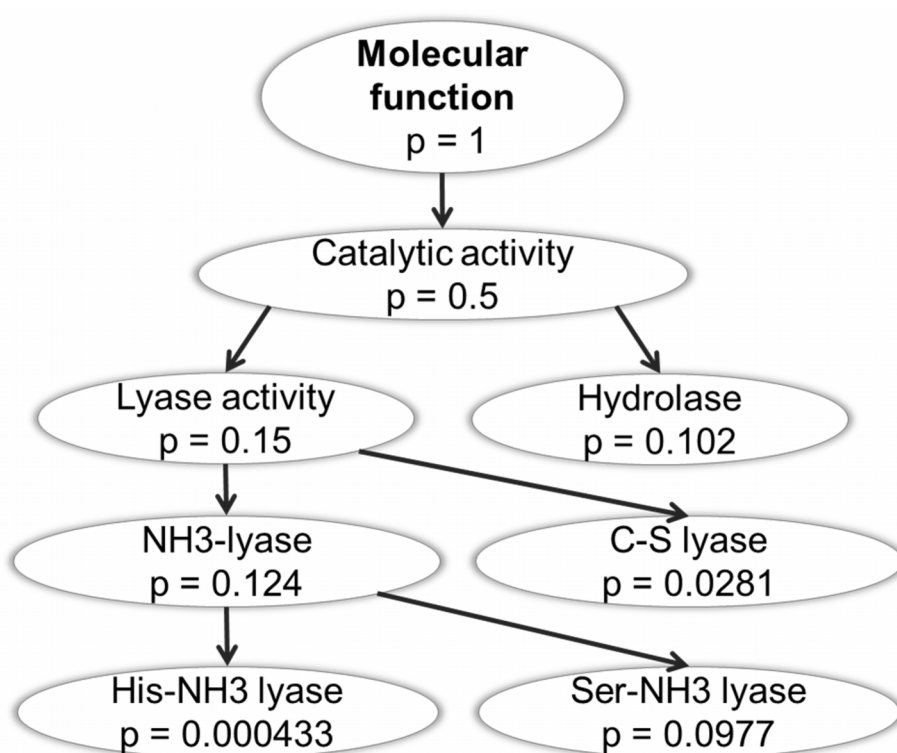 Molecular
function
p = 1
Catalytic activity
p = 0.5
Lyase activity
p = 0.15
Hydrolase
p = 0.102
NH3-lyase
p = 0.124
C-S lyase
p = 0.0281
His-NH3 lyase
p = 0.000433
Ser-NH3 lyase
p = 0.0977